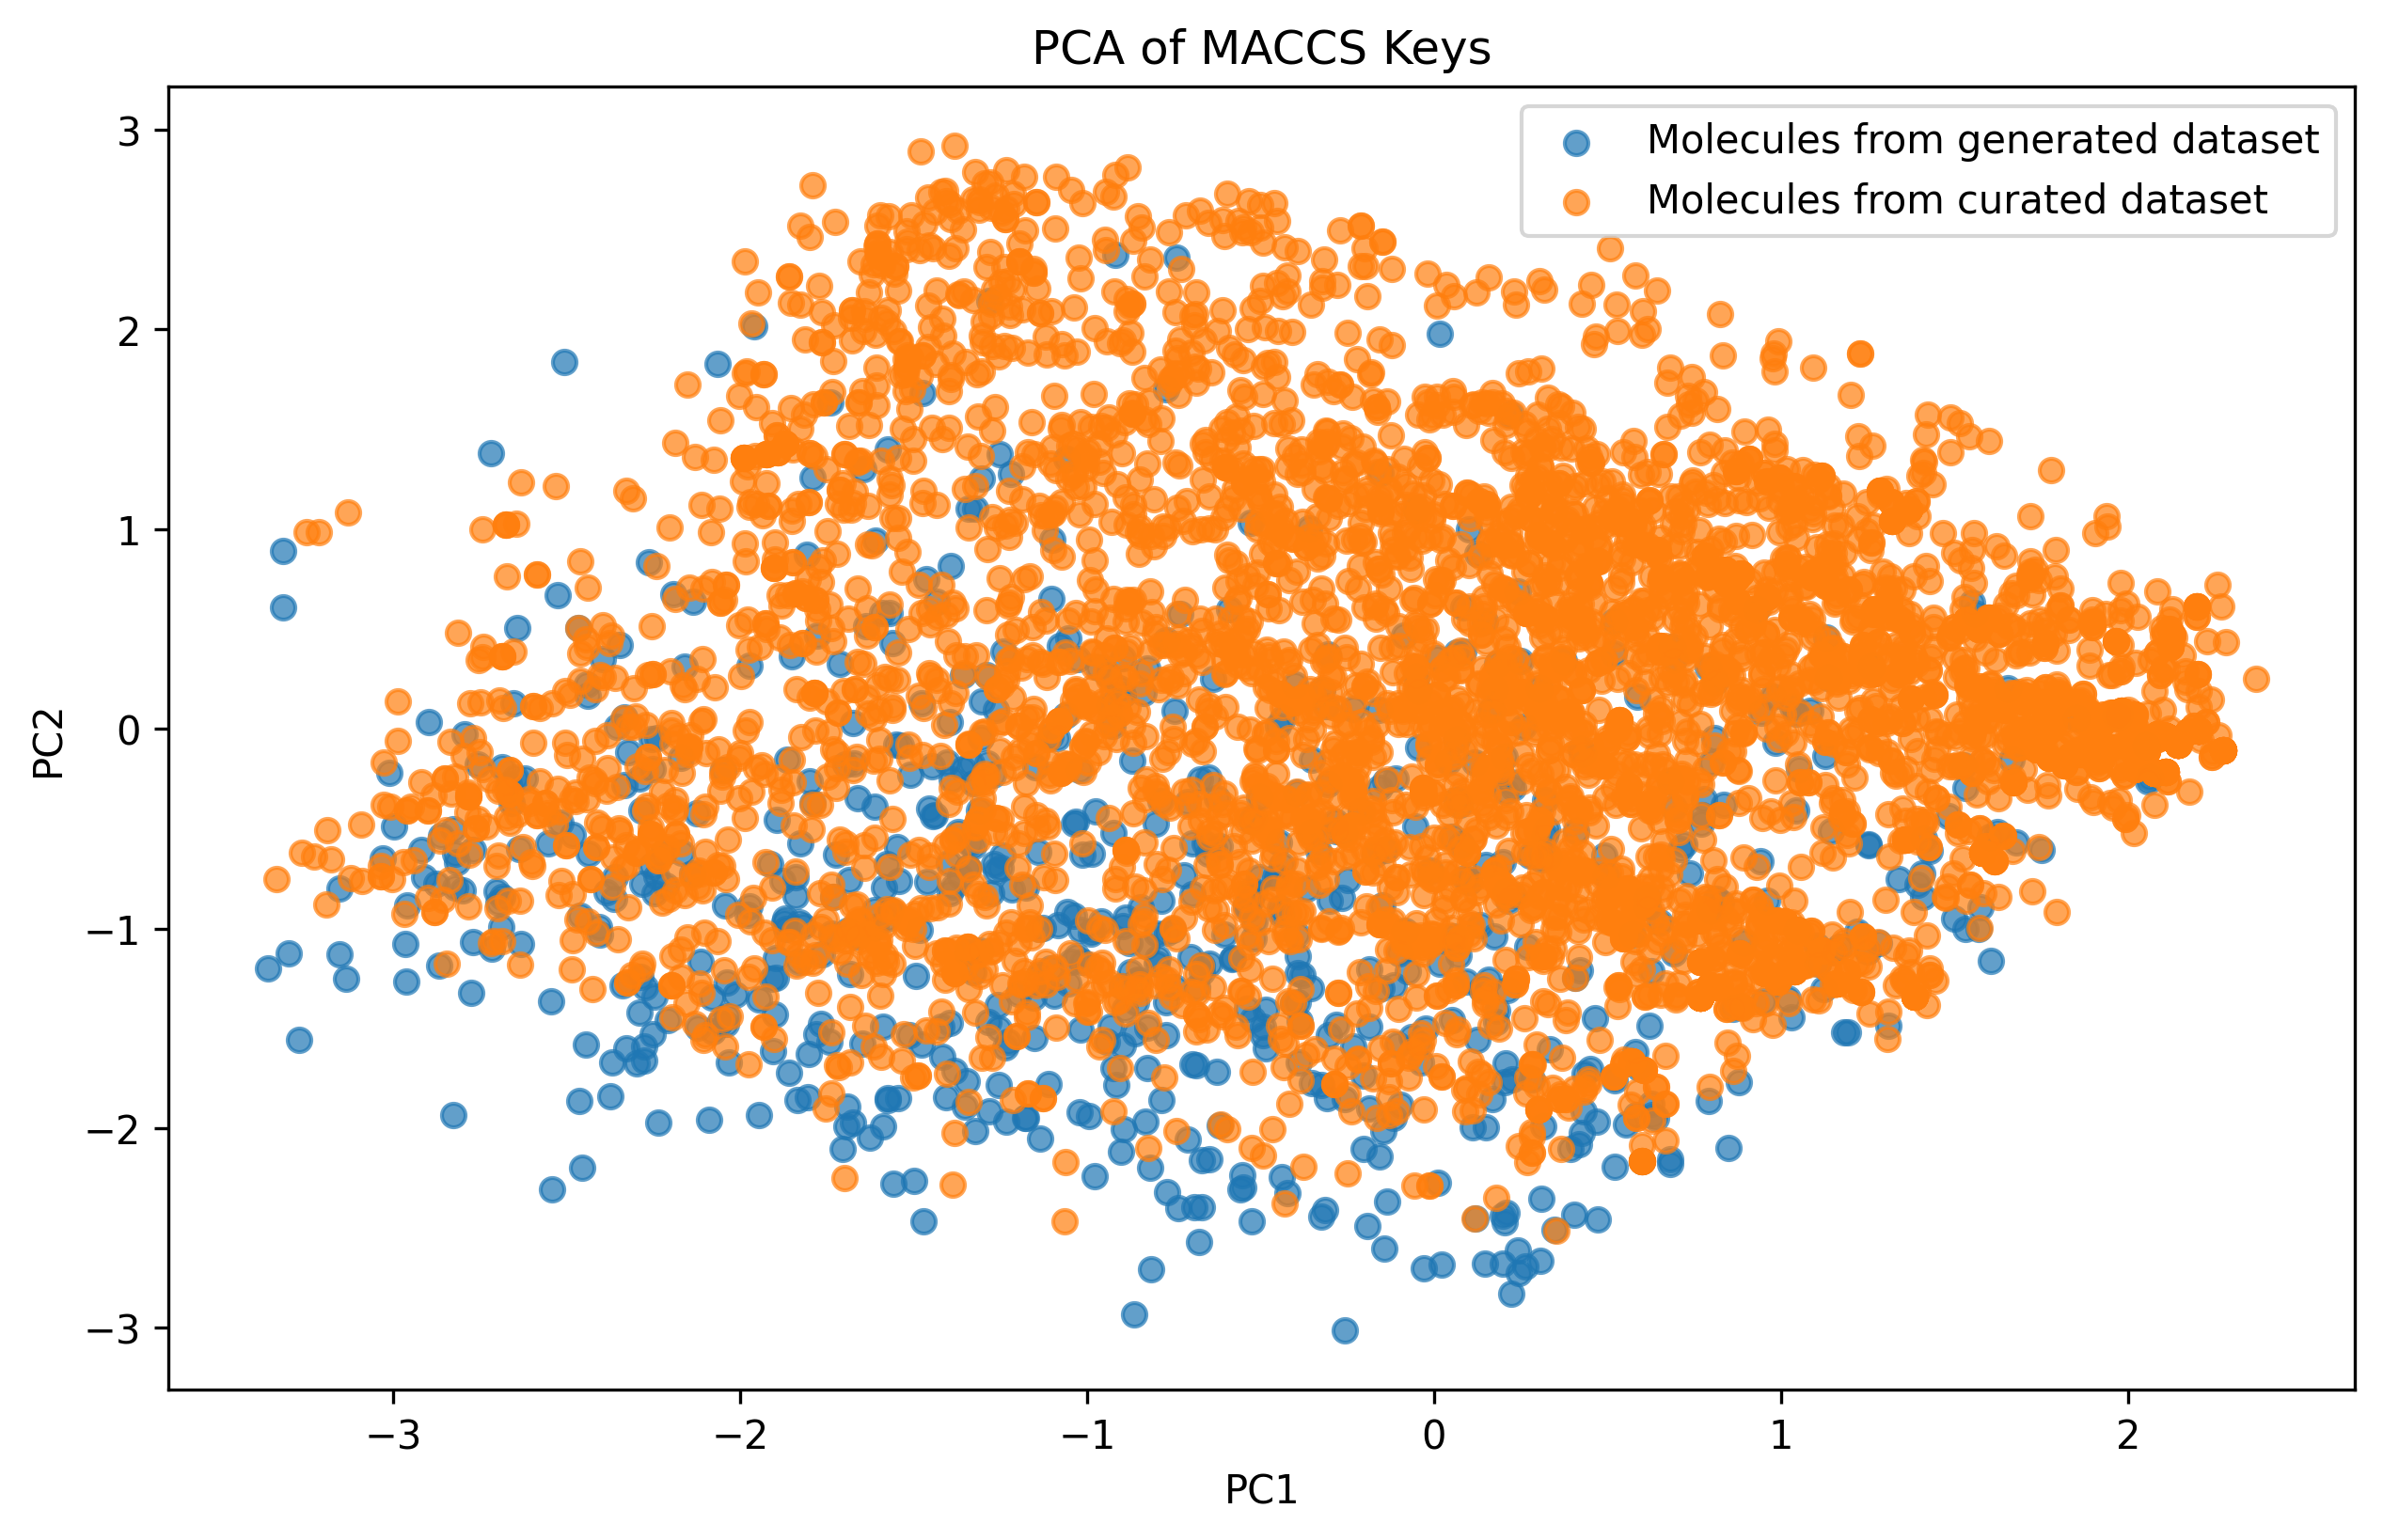 PCA of MACCS Keys
Molecules from generated dataset
Molecules from curated dataset
3
2
1
0
−1
−2
−3
PC2
−3
−2
−1
0
1
2
PC1